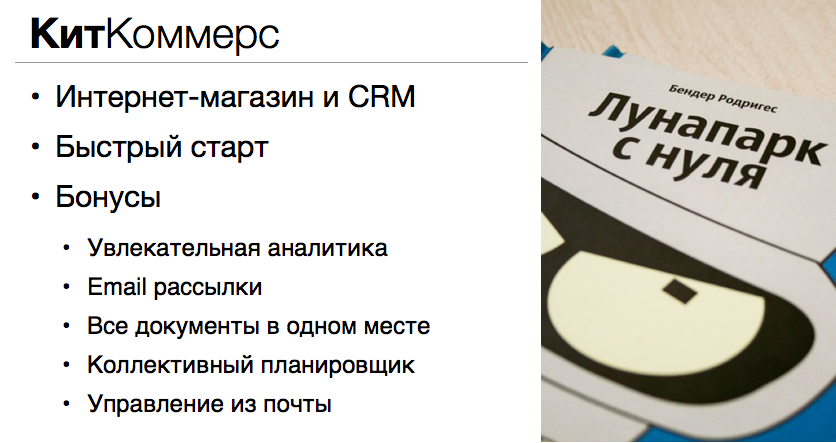 КитКоммерс
• Интернет-магазин и CRM
• Быстрый старт
• Бонусы
• Увлекательная аналитика
• Email рассылки
• Все документы в одном месте
• Коллективный планировщик
• Управление из почты
Бендер Родригес
Лунапарк
с нуля